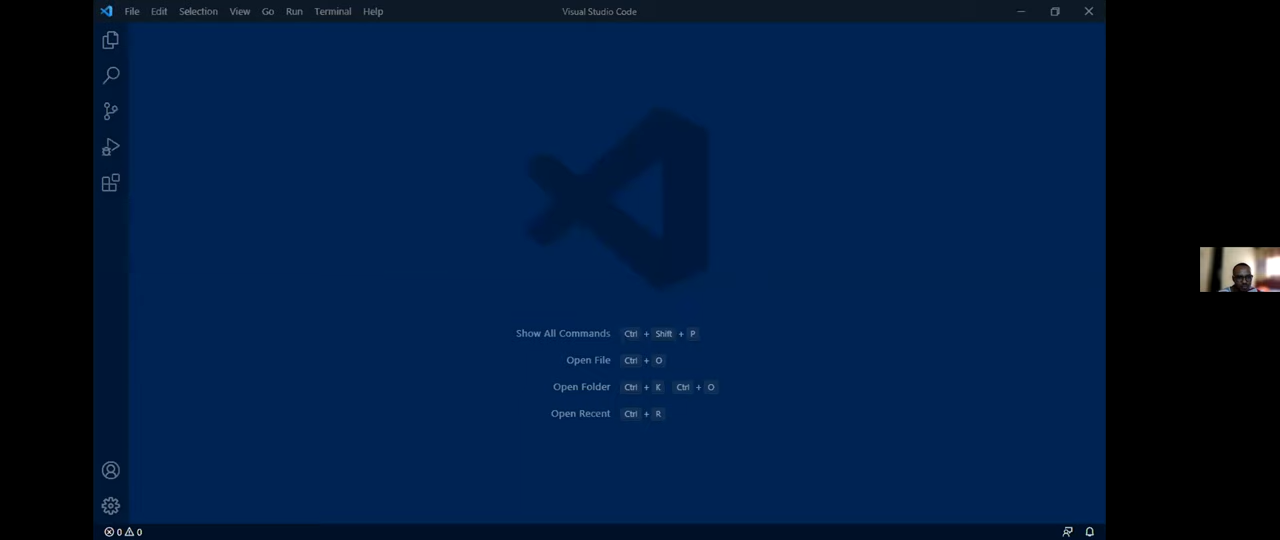 File Edit Selection View Go Run Terminal Help Visual Studio Code
Show All Commands Ctrl + Shift + P
Open File Ctrl + O
Open Folder Ctrl + K Ctrl + O
Open Recent Ctrl + R
0 0